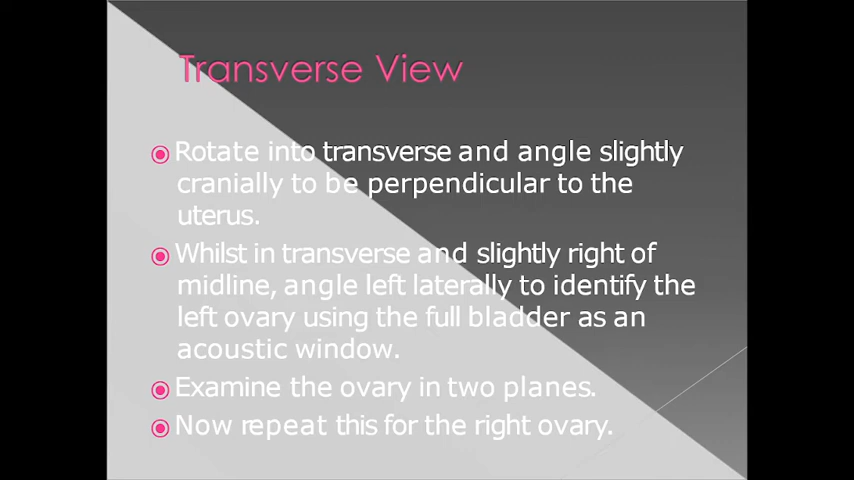 Transverse View
Rotate into transverse and angle slightly
cranially to be perpendicular to the
uterus.
Whilst in transverse and slightly right of
midline, angle left laterally to identify the
left ovary using the full bladder as an
acoustic window.
Examine the ovary in two planes.
Now repeat this for the right ovary.